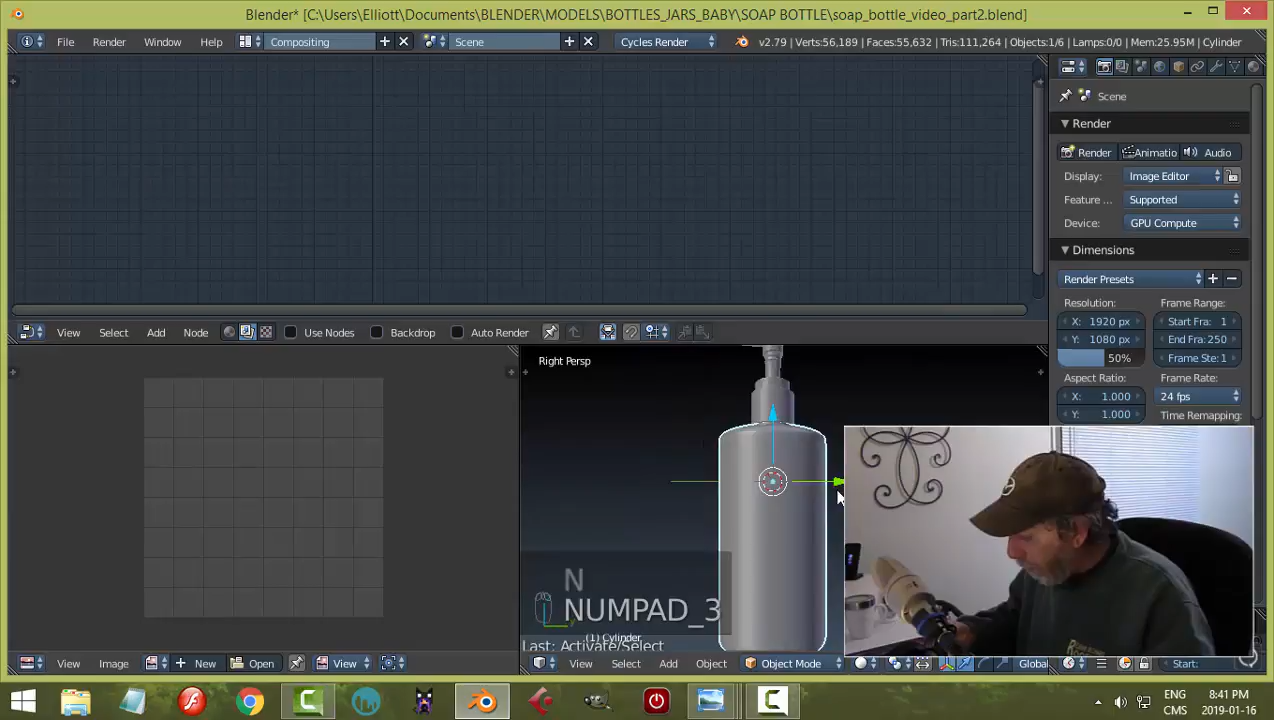 Blender* [C:\Users\Elliott\Documents\BLENDER\MODELS\BOTTLES_JARS_BABY\SOAP BOTTLE\soap_bottle_video_part2.blend]
File Render Window Help Compositing Scene Cycles Render v2.79 | Verts:56,189 | Faces:55,632 | Tris:111,264 | Objects:1/6 | Lamps:0/0 | Mem:25.95M | Cylinder
Scene
Render
Render Animatio Audio
Display: Image Editor
Feature ... Supported
Device: GPU Compute
Dimensions
Render Presets
Resolution: Frame Range:
X: 1920 px Start Fra: 1
Y: 1080 px End Fra: 250
50% Frame Ste: 1
Aspect Ratio: Frame Rate:
X: 1.000 24 fps
Y: 1.000 Time Remapping:
View Select Add Node Use Nodes Backdrop Auto Render
Right Persp
N
NUMPAD_3
(1) Cylinder
Last: Activate/Select
View Image New Open View
View Select Add Object Object Mode Global
Start:
ENG 8:41 PM
CMS 2019-01-16